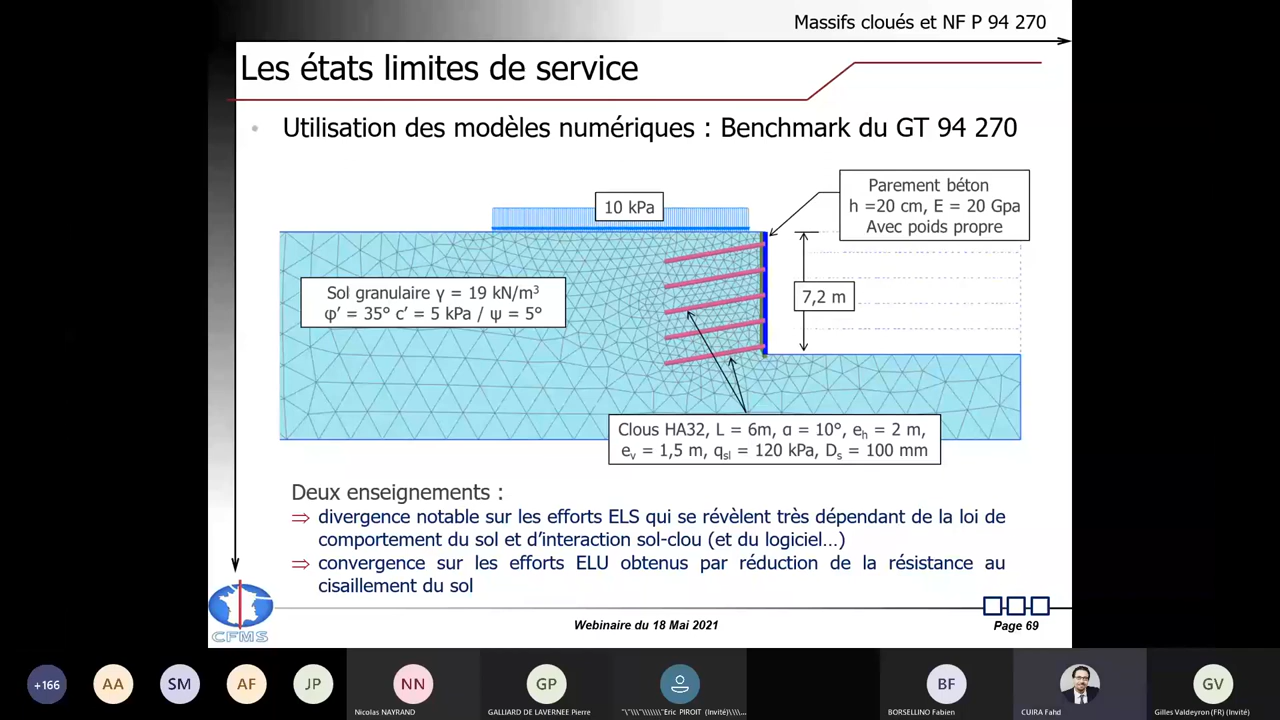 Massifs cloués et NF P 94 270
Les états limites de service
• Utilisation des modèles numériques : Benchmark du GT 94 270
10 kPa
Parement béton
h =20 cm, E = 20 Gpa
Avec poids propre
Sol granulaire γ = 19 kN/m³
φ’ = 35° c’ = 5 kPa / ψ = 5°
7,2 m
Clous HA32, L = 6m, α = 10°, eₕ = 2 m,
eᵥ = 1,5 m, qₛₗ = 120 kPa, Dₛ = 100 mm
Deux enseignements :
⇒ divergence notable sur les efforts ELS qui se révèlent très dépendant de la loi de
comportement du sol et d’interaction sol-clou (et du logiciel…)
⇒ convergence sur les efforts ELU obtenus par réduction de la résistance au
cisaillement du sol
CFMS
Webinaire du 18 Mai 2021
Page 69
+166
AA
SM
AF
JP
NN
Nicolas NAYRAND
GP
GALLIARD DE LAVERNEE Pierre
"\"\\"\\\\\\\"Eric PIROIT (Invité)\\\\...
BF
BORSELLINO Fabien
CUIRA Fahd
GV
Gilles Valdeyron (FR) (Invité)